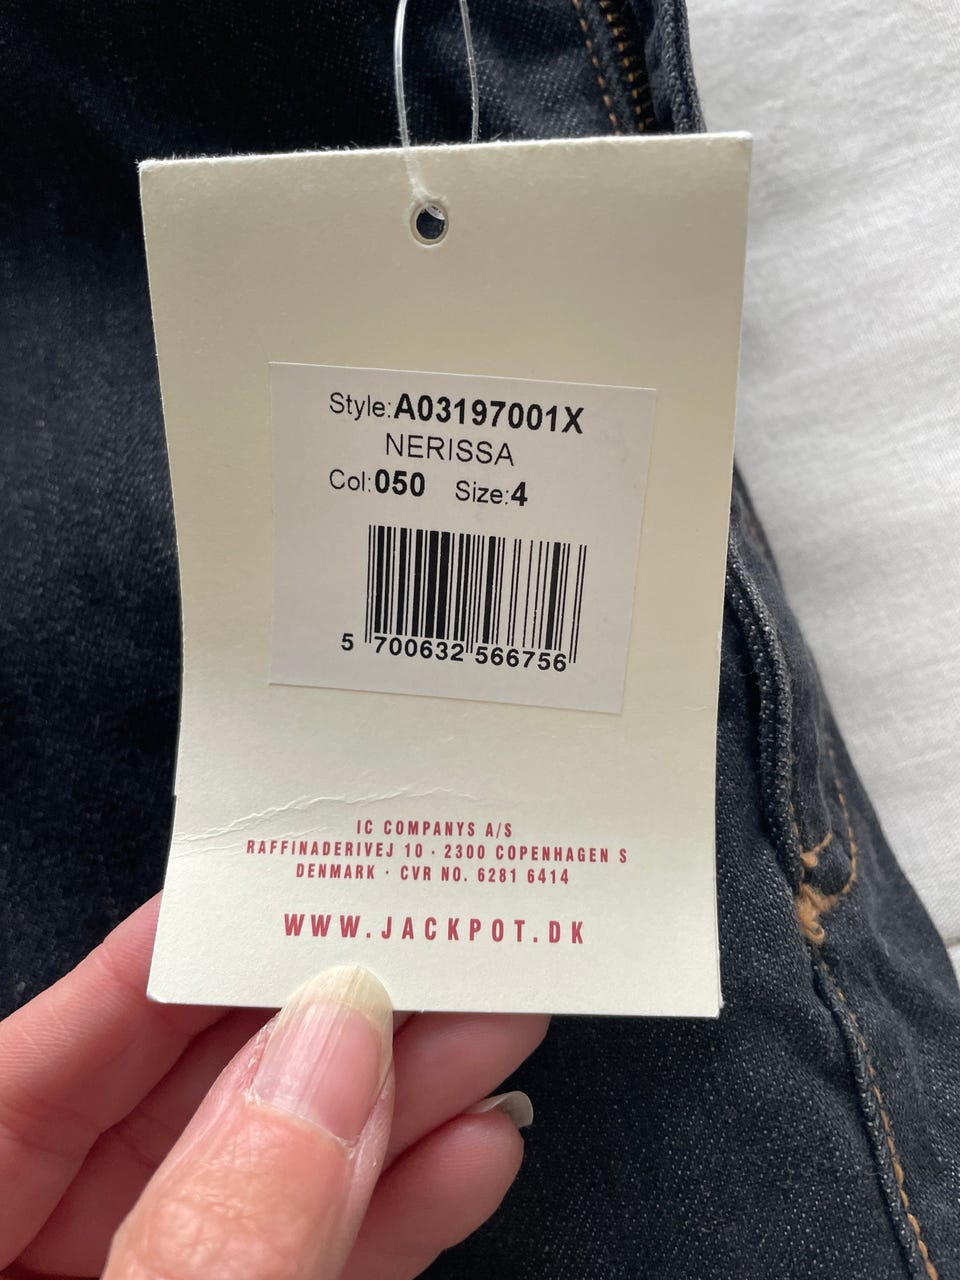 Style:A03197001X
NERISSA
Col:050 Size:4
5 700632 566756
IC COMPANYS A/S
RAFFINADERIVEJ 10 · 2300 COPENHAGEN S
DENMARK · CVR NO. 6281 6414
WWW.JACKPOT.DK